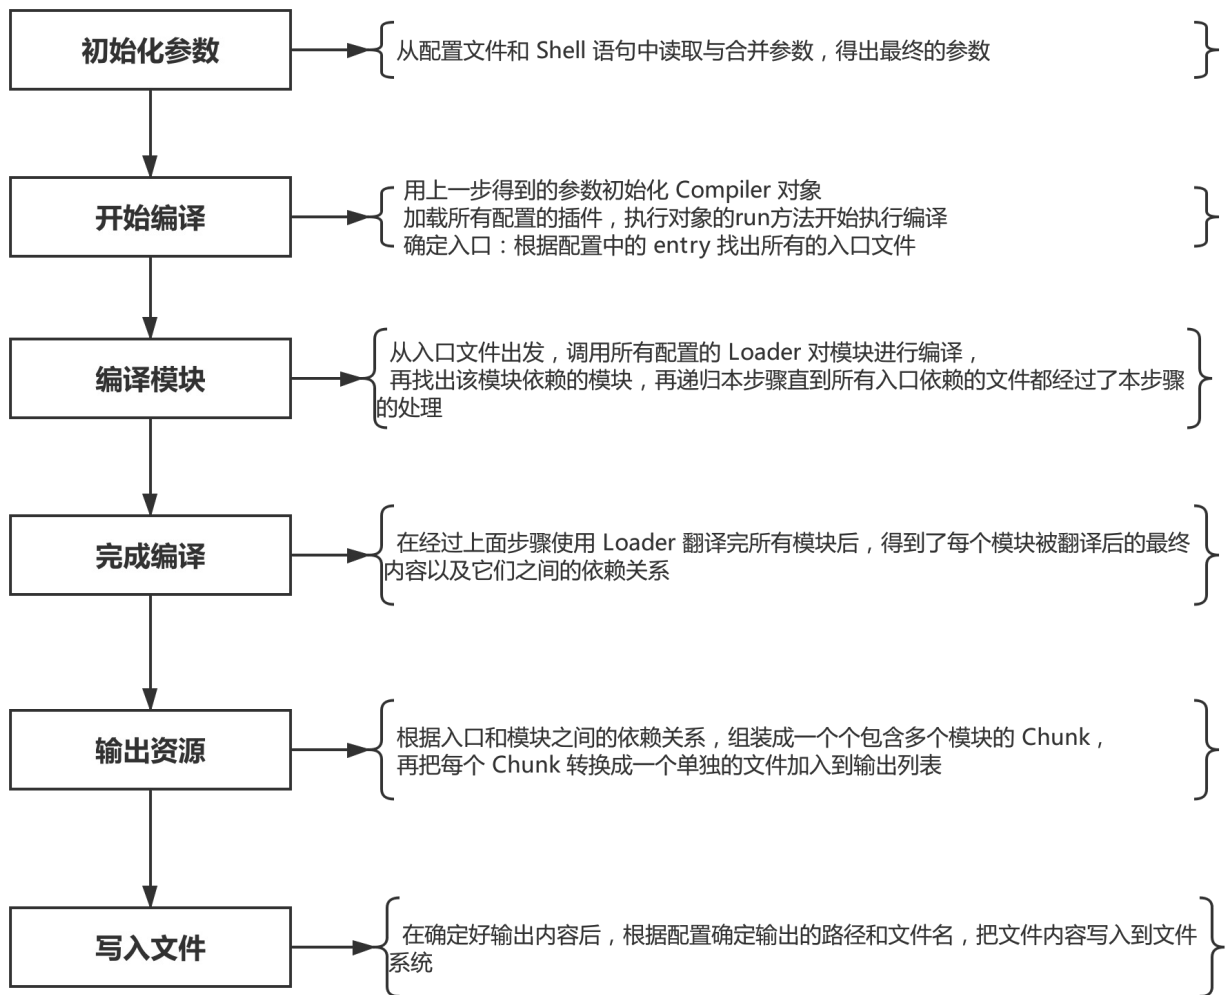 初始化参数
从配置文件和 Shell 语句中读取与合并参数，得出最终的参数
开始编译
用上一步得到的参数初始化 Compiler 对象
加载所有配置的插件，执行对象的run方法开始执行编译
确定入口：根据配置中的 entry 找出所有的入口文件
编译模块
从入口文件出发，调用所有配置的 Loader 对模块进行编译，
再找出该模块依赖的模块，再递归本步骤直到所有入口依赖的文件都经过了本步骤
的处理
完成编译
在经过上面步骤使用 Loader 翻译完所有模块后，得到了每个模块被翻译后的最终
内容以及它们之间的依赖关系
输出资源
根据入口和模块之间的依赖关系，组装成一个个包含多个模块的 Chunk，
再把每个 Chunk 转换成一个单独的文件加入到输出列表
写入文件
在确定好输出内容后，根据配置确定输出的路径和文件名，把文件内容写入到文件
系统